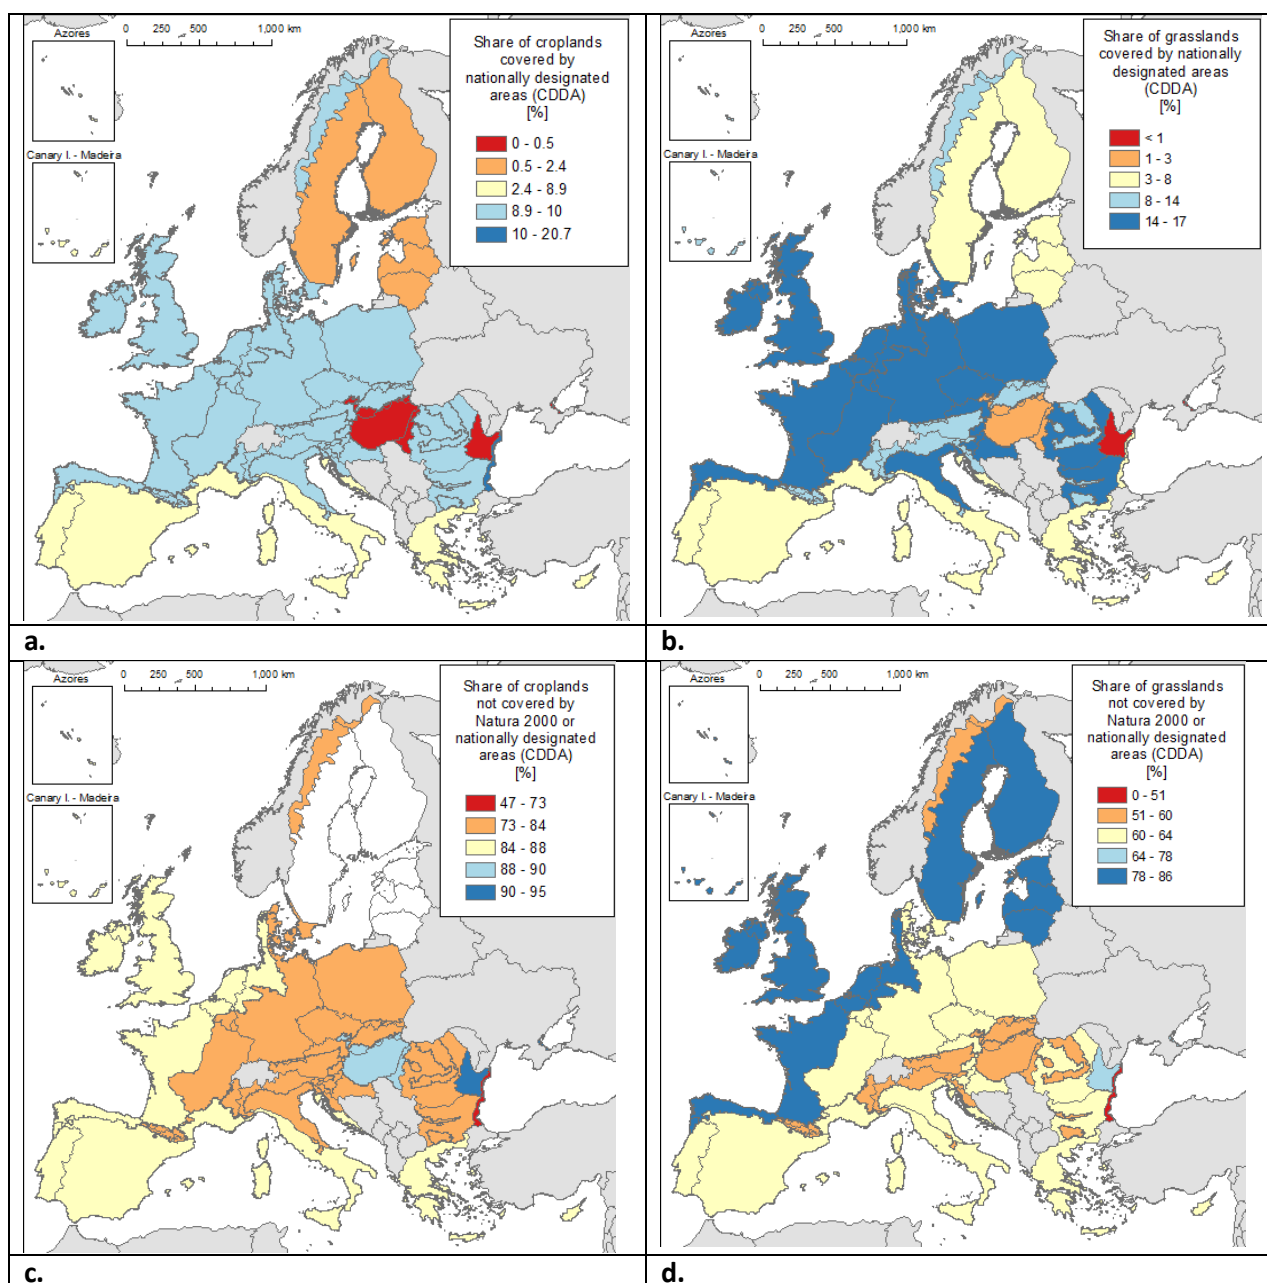 Azores
0 250 500 1,000 km
Canary I. - Madeira
Share of croplands
covered by
nationally designated
areas (CDDA)
[%]
0 - 0.5
0.5 - 2.4
2.4 - 8.9
8.9 - 10
10 - 20.7
Azores
0 250 500 1,000 km
Canary I. - Madeira
Share of grasslands
covered by nationally
designated areas
(CDDA)
[%]
< 1
1 - 3
3 - 8
8 - 14
14 - 17
a.
b.
Azores
0 250 500 1,000 km
Canary I. - Madeira
Share of croplands
not covered by
Natura 2000 or
nationally designated
areas (CDDA)
[%]
47 - 73
73 - 84
84 - 88
88 - 90
90 - 95
Azores
0 250 500 1,000 km
Canary I. - Madeira
Share of grasslands
not covered by
Natura 2000 or
nationally designated
areas (CDDA)
[%]
0 - 51
51 - 60
60 - 64
64 - 78
78 - 86
c.
d.